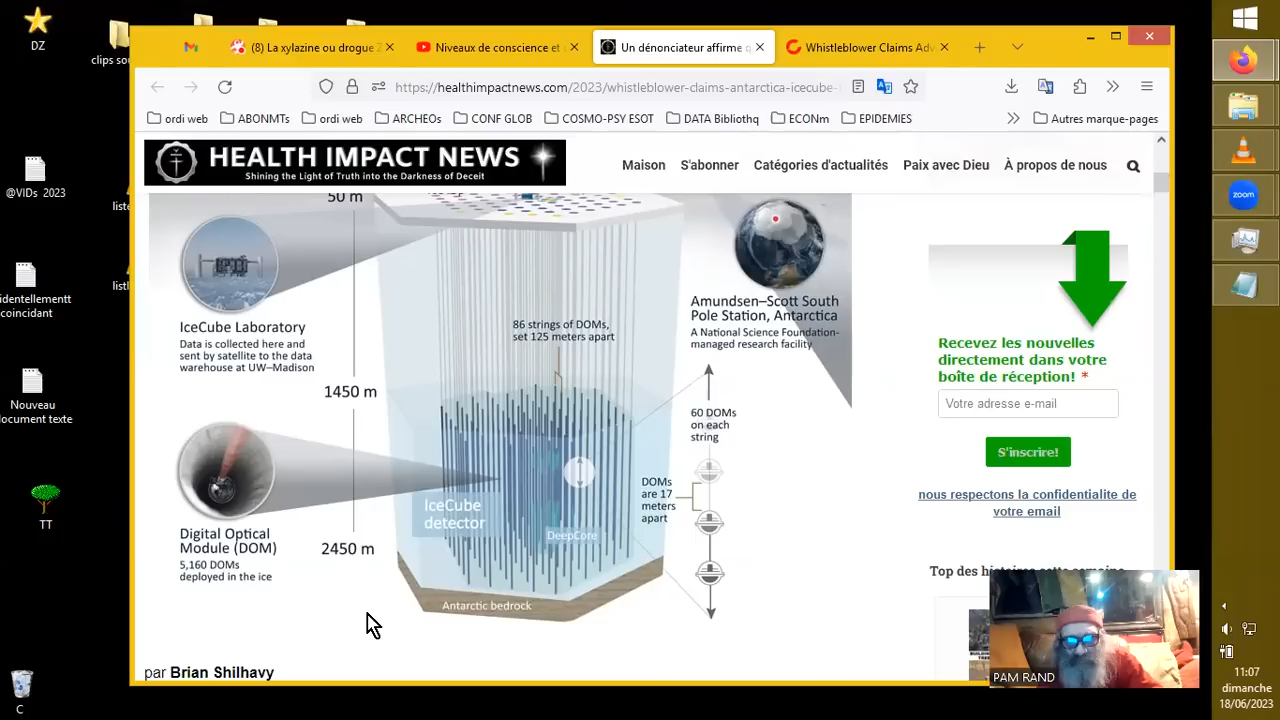 DZ
clips sou
@VIDs 2023
identellementt
coincidant
Nouveau
document texte
TT
C
(8) La xylazine ou drogue Z
Niveaux de conscience et
Un dénonciateur affirme q
Whistleblower Claims Adv
https://healthimpactnews.com/2023/whistleblower-claims-antarctica-icecube-
ordi web
ABONMTs
ordi web
ARCHEOs
CONF GLOB
COSMO-PSY ESOT
DATA Bibliothq
ECONm
EPIDEMIES
Autres marque-pages
HEALTH IMPACT NEWS
Shining the Light of Truth into the Darkness of Deceit
Maison
S'abonner
Catégories d'actualités
Paix avec Dieu
À propos de nous
50 m
IceCube Laboratory
Data is collected here and
sent by satellite to the data
warehouse at UW–Madison
1450 m
Digital Optical
Module (DOM)
5,160 DOMs
deployed in the ice
2450 m
86 strings of DOMs,
set 125 meters apart
IceCube
detector
DeepCore
Antarctic bedrock
Amundsen–Scott South
Pole Station, Antarctica
A National Science Foundation-
managed research facility
60 DOMs
on each
string
DOMs
are 17
meters
apart
Recevez les nouvelles
directement dans votre
boîte de réception! *
Votre adresse e-mail
S'inscrire!
nous respectons la confidentialite de
votre email
Top des histoires cette semaine
par Brian Shilhavy
PAM RAND
zoom
11:07
dimanche
18/06/2023